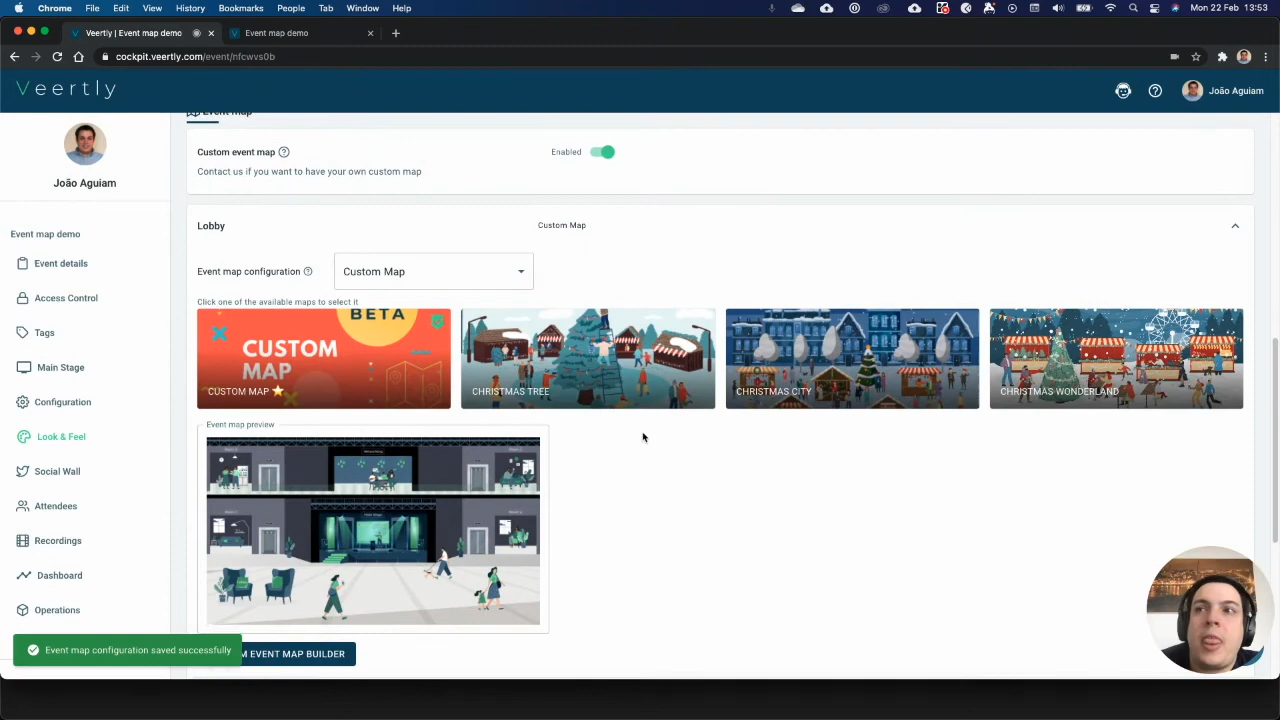 Chrome File Edit View History Bookmarks People Tab Window Help Mon 22 Feb 13:53
Veertly | Event map demo Event map demo
cockpit.veertly.com/event/nfcwvs0b
Veertly João Aguiam
Event map
João Aguiam
Custom event map Enabled
Contact us if you want to have your own custom map
Lobby Custom Map
Event map demo
Event details
Access Control
Tags
Main Stage
Configuration
Look & Feel
Social Wall
Attendees
Recordings
Dashboard
Operations
Event map configuration Custom Map
Click one of the available maps to select it
BETA
CUSTOM
MAP
CUSTOM MAP CHRISTMAS TREE CHRISTMAS CITY CHRISTMAS WONDERLAND
Event map preview
Event map configuration saved successfully
M EVENT MAP BUILDER